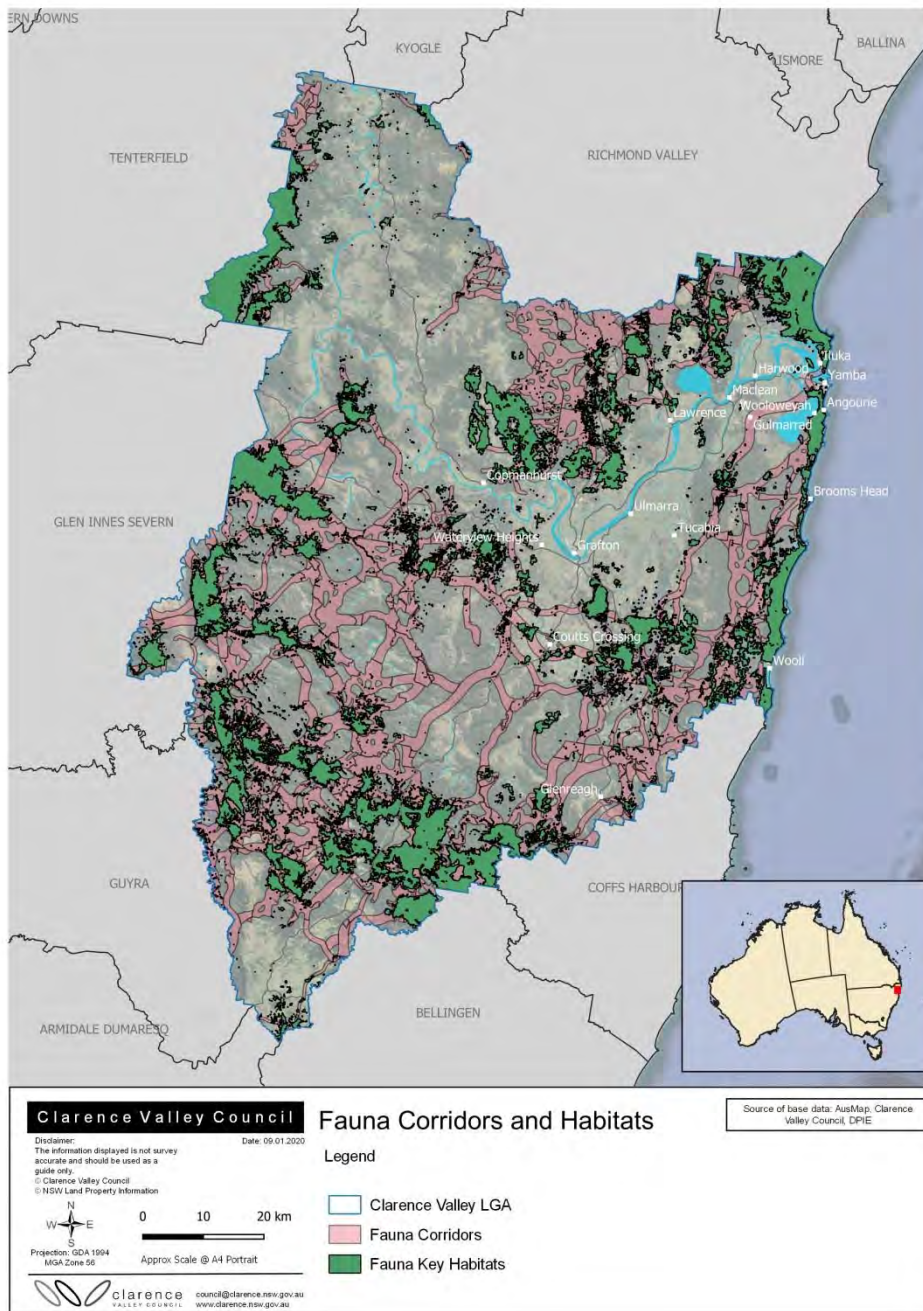 ERN DOWNS
KYOGLE
BALLINA
LISMORE
TENTERFIELD
RICHMOND VALLEY
Iluka
Harwood
Yamba
Maclean
Wooloweyah
Angourie
Lawrence
Gulmarrad
Copmanhurst
Brooms Head
GLEN INNES SEVERN
Ulmarra
Tucabia
Waterview Heights
Grafton
Coutts Crossing
Wooli
Glenreagh
GUYRA
COFFS HARBOUR
BELLINGEN
ARMIDALE DUMARESQ
Clarence Valley Council
Fauna Corridors and Habitats
Source of base data: AusMap, Clarence
Valley Council, DPIE
Disclaimer:
Date: 09.01.2020
The information displayed is not survey
accurate and should be used as a
guide only.
© Clarence Valley Council
© NSW Land Property Information
Legend
Clarence Valley LGA
Fauna Corridors
Fauna Key Habitats
N
W E
S
0 10 20 km
Projection: GDA 1994
MGA Zone 56
Approx Scale @ A4 Portrait
clarence
VALLEY COUNCIL
council@clarence.nsw.gov.au
www.clarence.nsw.gov.au